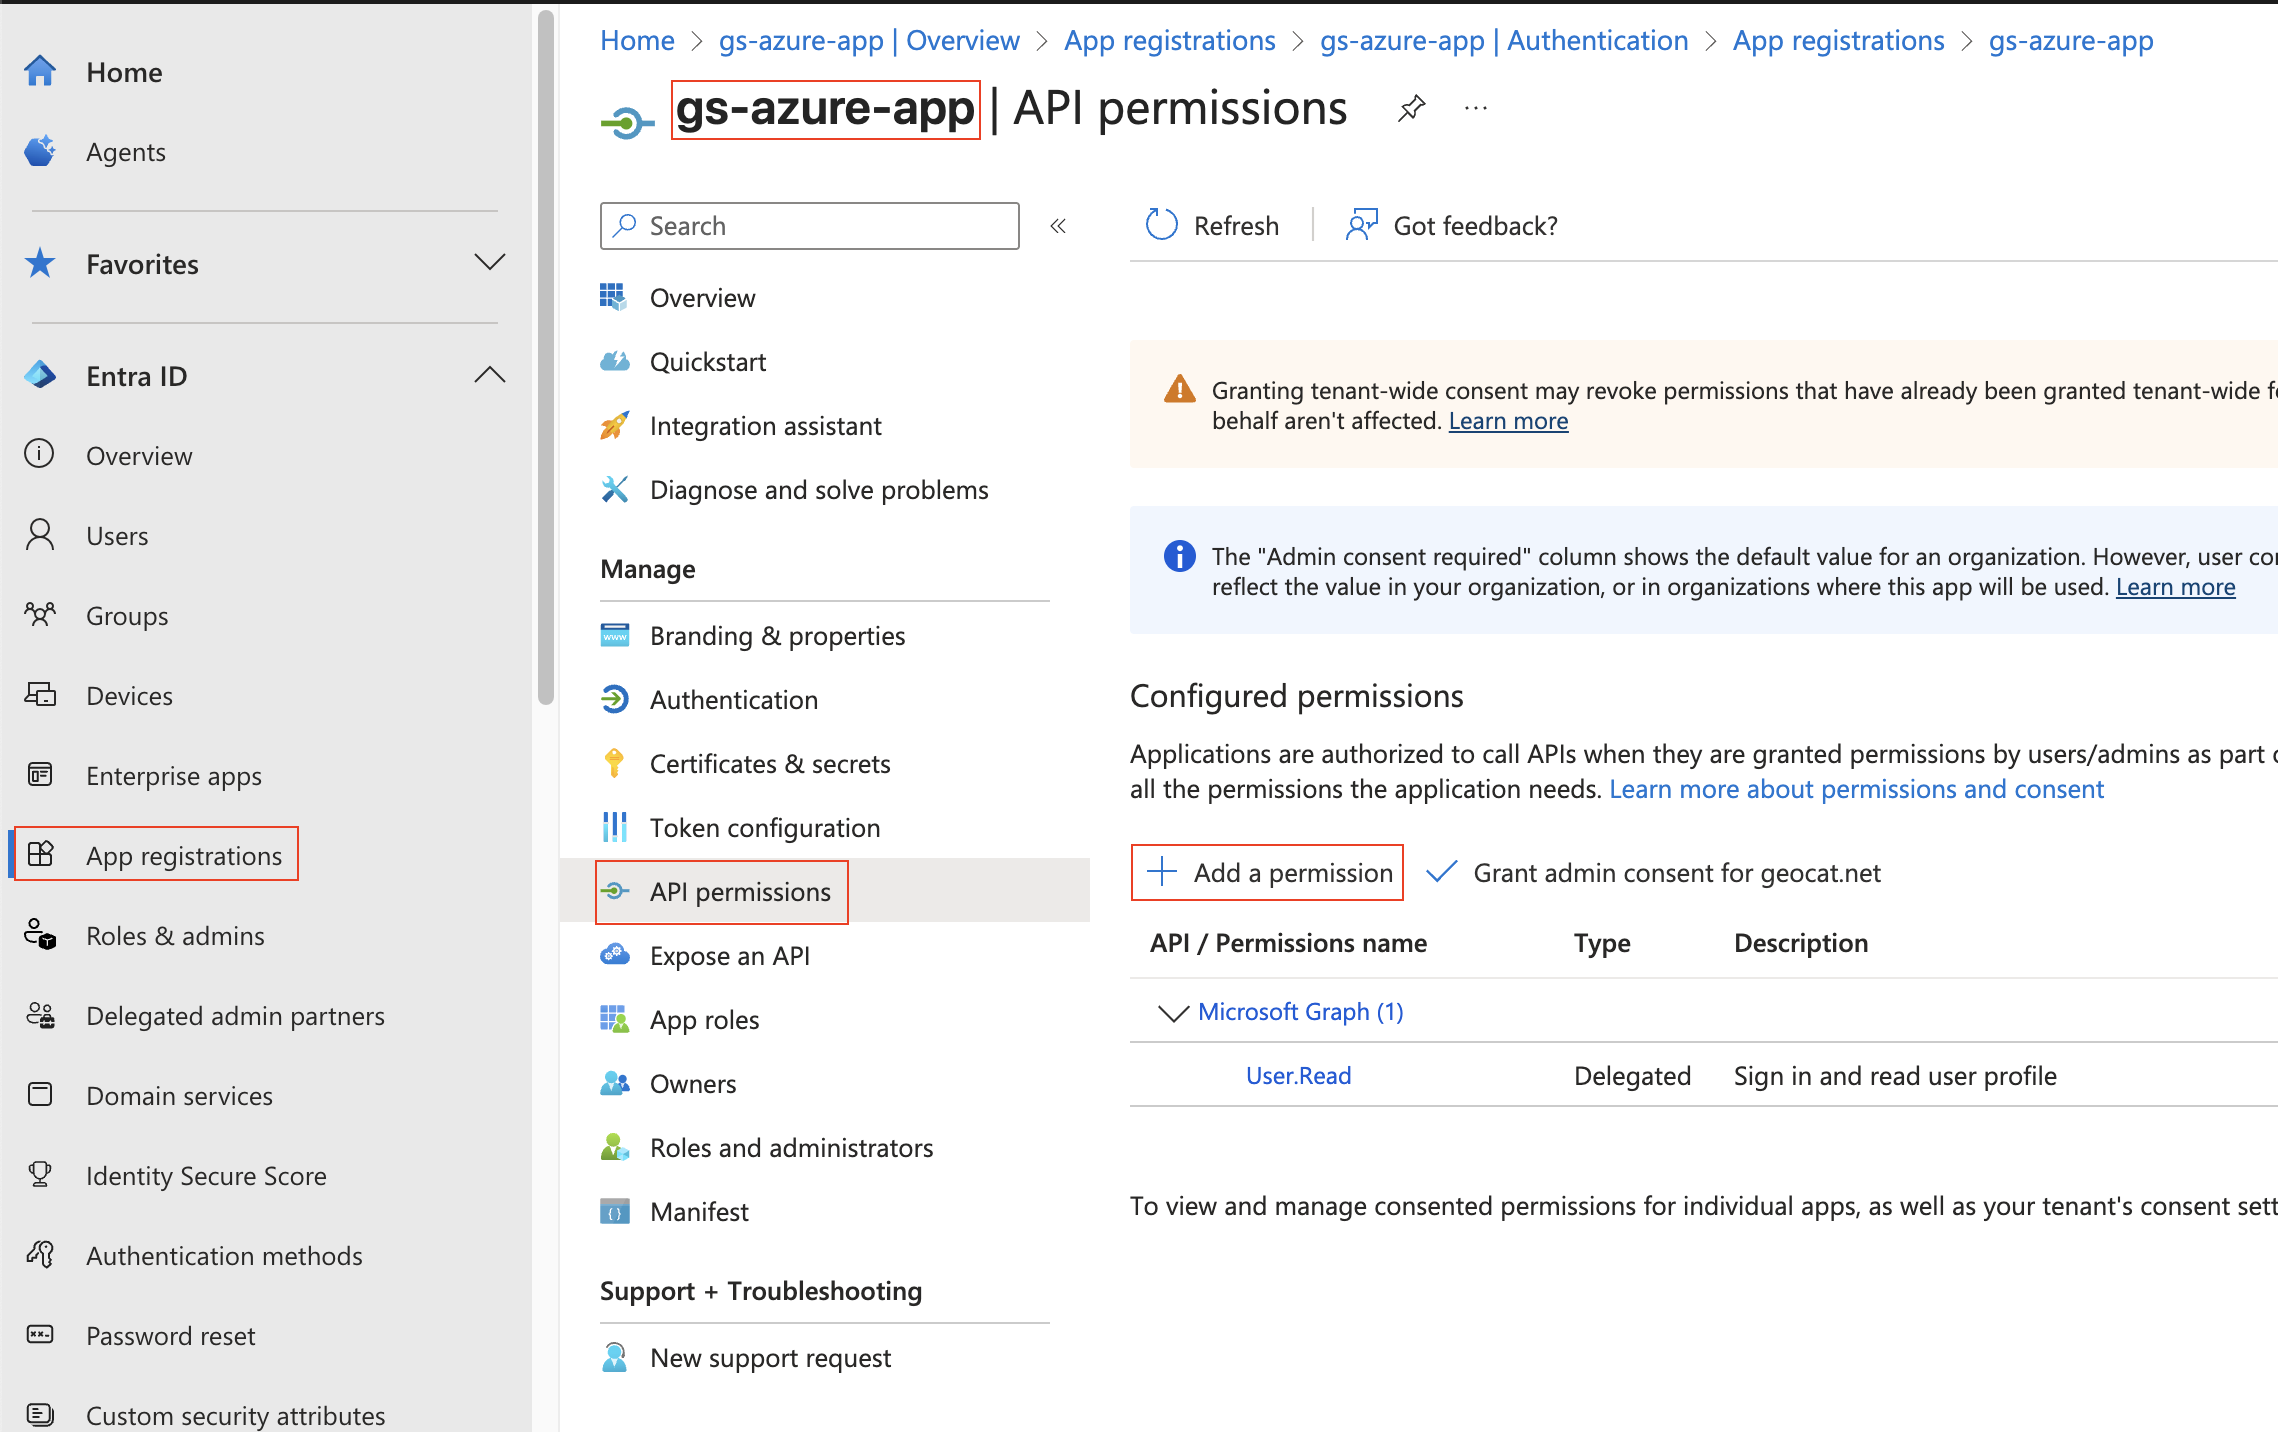 Home
Agents
Favorites
Entra ID
Overview
Users
Groups
Devices
Enterprise apps
App registrations
Roles & admins
Delegated admin partners
Domain services
Identity Secure Score
Authentication methods
Password reset
Custom security attributes
Home > gs-azure-app | Overview > App registrations > gs-azure-app | Authentication > App registrations > gs-azure-app
gs-azure-app | API permissions ...
Search
Overview
Quickstart
Integration assistant
Diagnose and solve problems
Manage
Branding & properties
Authentication
Certificates & secrets
Token configuration
API permissions
Expose an API
App roles
Owners
Roles and administrators
Manifest
Support + Troubleshooting
New support request
Refresh | Got feedback?
Granting tenant-wide consent may revoke permissions that have already been granted tenant-wide
behalf aren't affected. Learn more
The "Admin consent required" column shows the default value for an organization. However, user
reflect the value in your organization, or in organizations where this app will be used. Learn more
Configured permissions
Applications are authorized to call APIs when they are granted permissions by users/admins as part
all the permissions the application needs. Learn more about permissions and consent
Add a permission Grant admin consent for geocat.net
API / Permissions name Type Description
Microsoft Graph (1)
User.Read Delegated Sign in and read user profile
To view and manage consented permissions for individual apps, as well as your tenant's consent